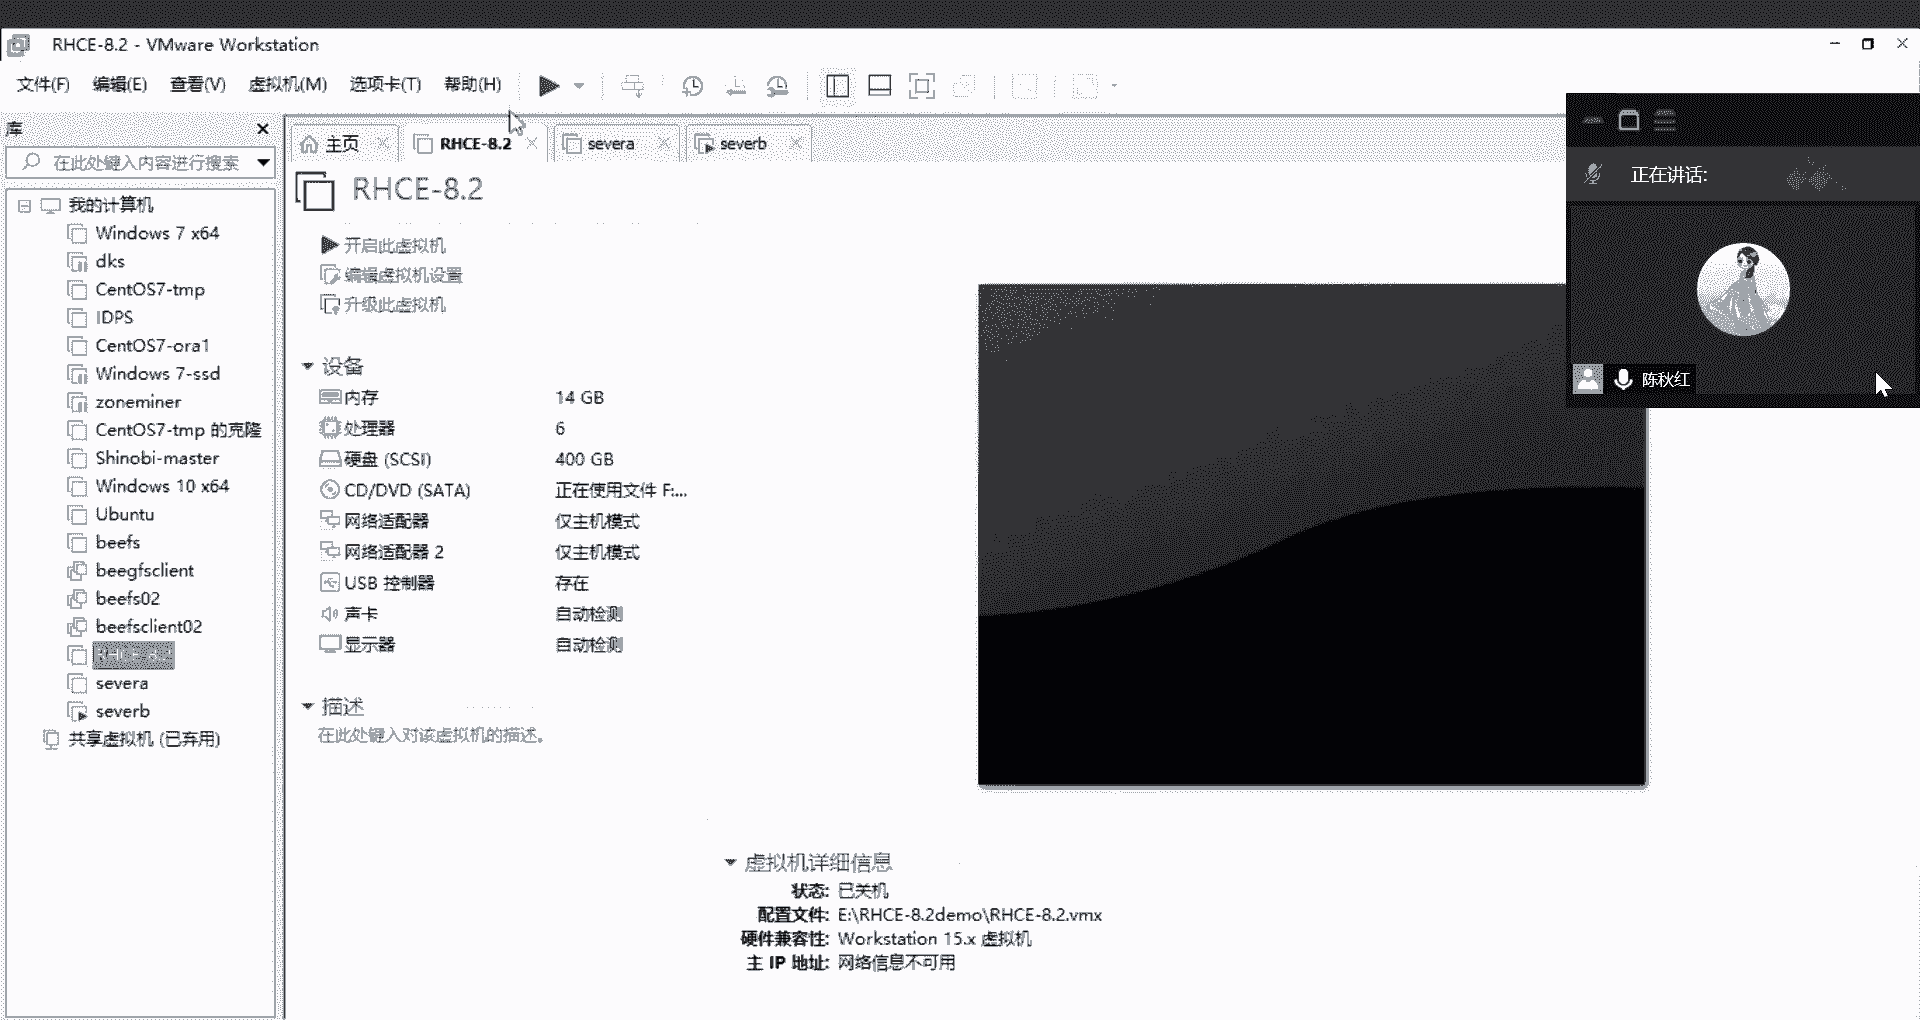 RHCE-8.2 - VMware Workstation
文件(F) 编辑(E) 查看(V) 虚拟机(M) 选项卡(T) 帮助(H)
库
在此处键入内容进行搜索
我的计算机
Windows 7 x64
dks
CentOS7-tmp
IDPS
CentOS7-ora1
Windows 7-ssd
zoneminer
CentOS7-tmp 的克隆
Shinobi-master
Windows 10 x64
Ubuntu
beefs
beegfsclient
beefs02
beefsclient02
RHCE-8.2
severa
severb
共享虚拟机 (已弃用)
主页 RHCE-8.2 severa severb
RHCE-8.2
开启此虚拟机
编辑虚拟机设置
升级此虚拟机
设备
内存 14 GB
处理器 6
硬盘 (SCSI) 400 GB
CD/DVD (SATA) 正在使用文件 F:...
网络适配器 仅主机模式
网络适配器 2 仅主机模式
USB 控制器 存在
声卡 自动检测
显示器 自动检测
描述
在此处键入对该虚拟机的描述。
虚拟机详细信息
状态: 已关机
配置文件: E:\RHCE-8.2demo\RHCE-8.2.vmx
硬件兼容性: Workstation 15.x 虚拟机
主 IP 地址: 网络信息不可用
正在讲话:
陈秋红